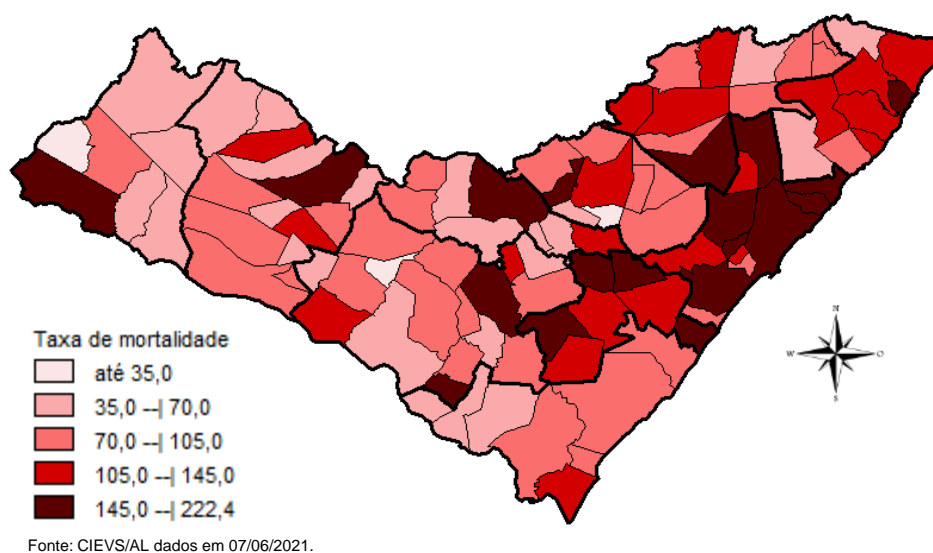 N
W O
S
Taxa de mortalidade
até 35,0
35,0 --| 70,0
70,0 --| 105,0
105,0 --| 145,0
145,0 --| 222,4
Fonte: CIEVS/AL dados em 07/06/2021.